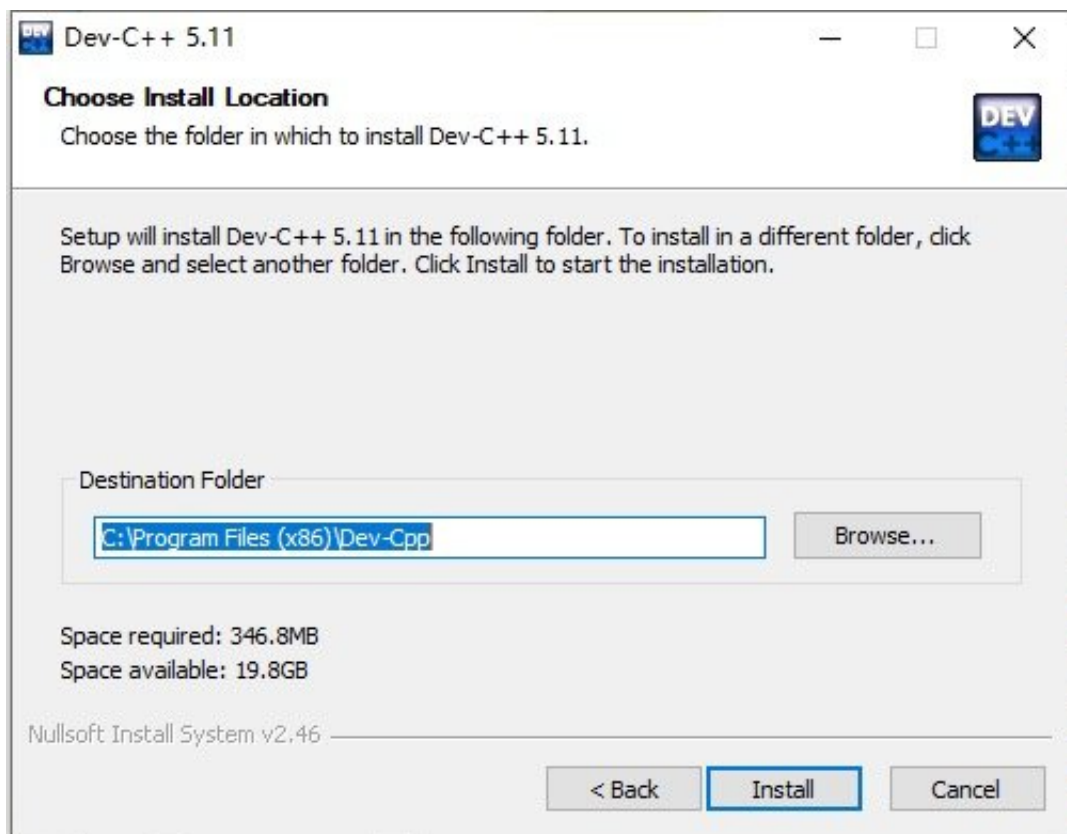 DEV
Dev-C++ 5.11
Choose Install Location
Choose the folder in which to install Dev-C++ 5.11.
DEV
C++
Setup will install Dev-C++ 5.11 in the following folder. To install in a different folder, click
Browse and select another folder. Click Install to start the installation.
Destination Folder
C:\Program Files (x86)\Dev-Cpp
Browse...
Space required: 346.8MB
Space available: 19.8GB
Nullsoft Install System v2.46
< Back
Install
Cancel